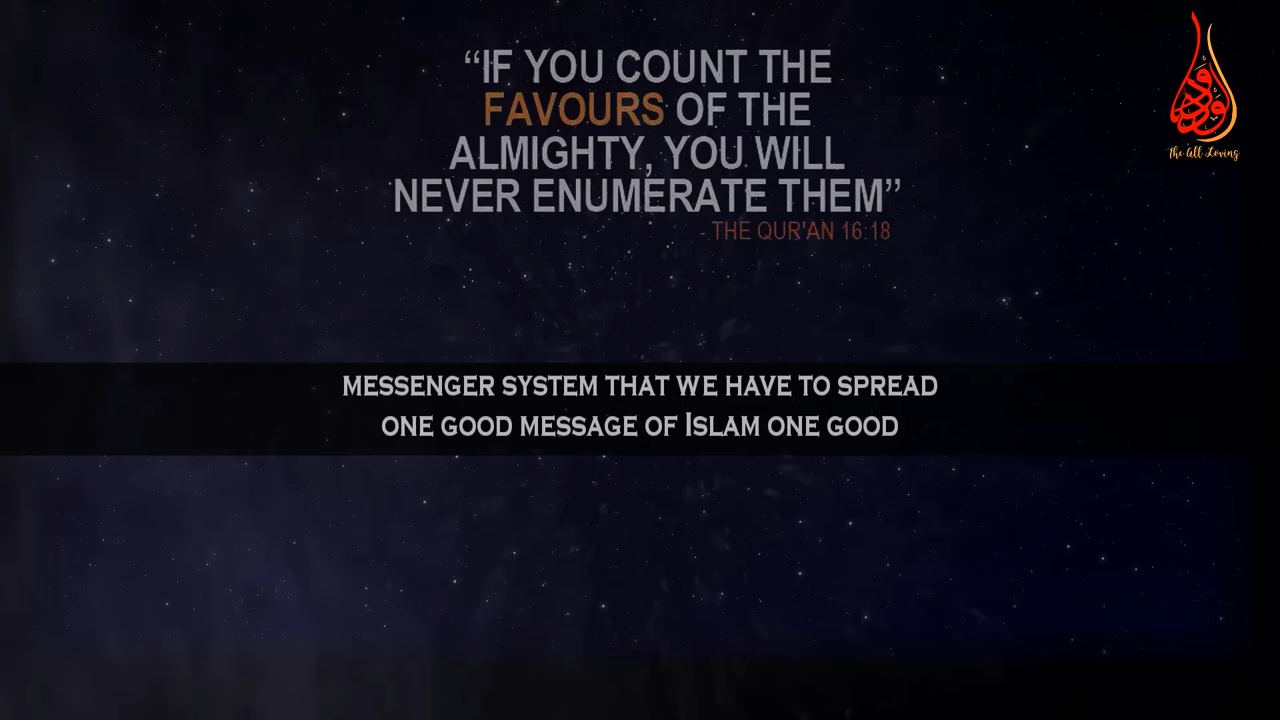 “IF YOU COUNT THE
FAVOURS OF THE
ALMIGHTY, YOU WILL
NEVER ENUMERATE THEM”
- THE QUR'AN 16:18
الودود
The All Loving
MESSENGER SYSTEM THAT WE HAVE TO SPREAD
ONE GOOD MESSAGE OF ISLAM ONE GOOD